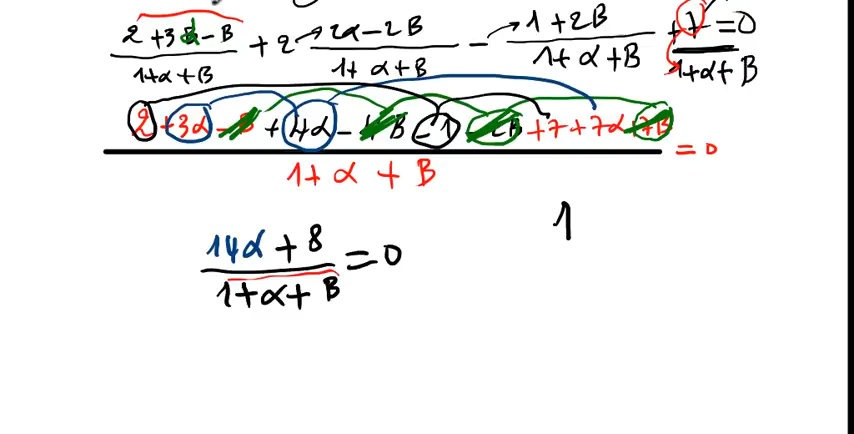 (2+3α-B)/(1+α+B) + 2 (2α-2B)/(1+α+B) - (1+2B)/(1+α+B) + 7/(1+α+B) = 0
(2+3α-B+4α-4B-1-2B+7+7α+7B)/(1+α+B) = 0
(14α+8)/(1+α+B) = 0
1